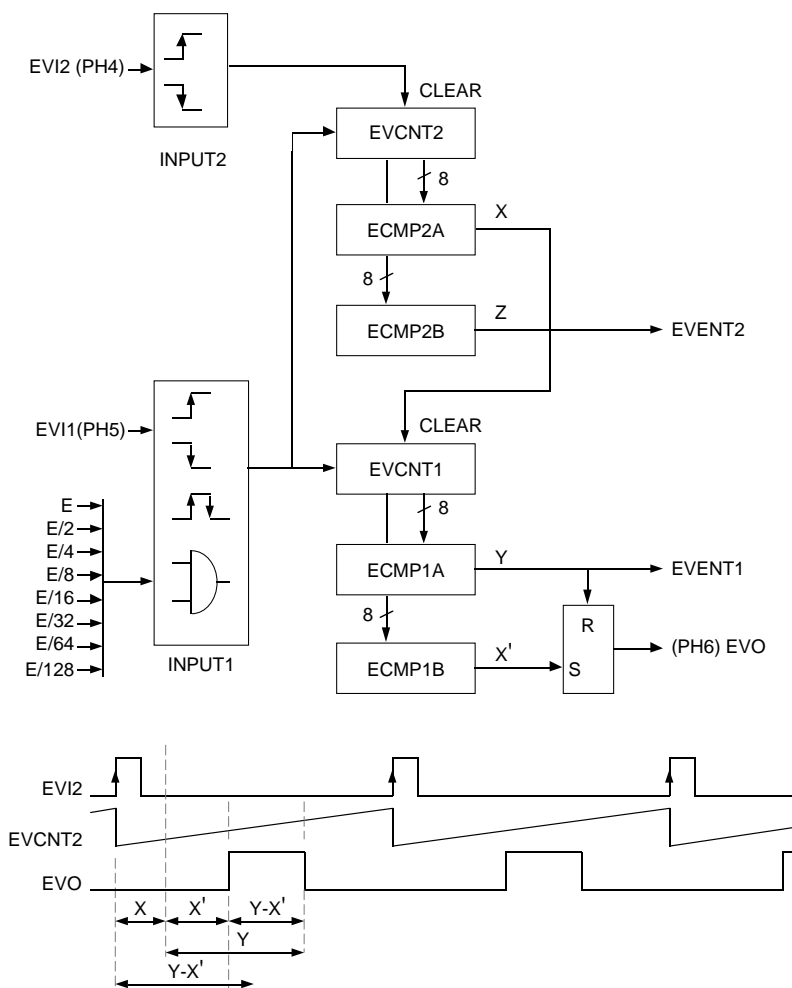 EVI2 (PH4)
INPUT2
CLEAR
EVCNT2
8
ECMP2A
X
8
ECMP2B
Z
EVENT2
EVI1(PH5)
CLEAR
EVCNT1
8
E
E/2
E/4
E/8
E/16
E/32
E/64
E/128
INPUT1
ECMP1A
Y
EVENT1
8
R
S
(PH6) EVO
ECMP1B
X'
EVI2
EVCNT2
EVO
X
X'
Y-X'
Y
Y-X'